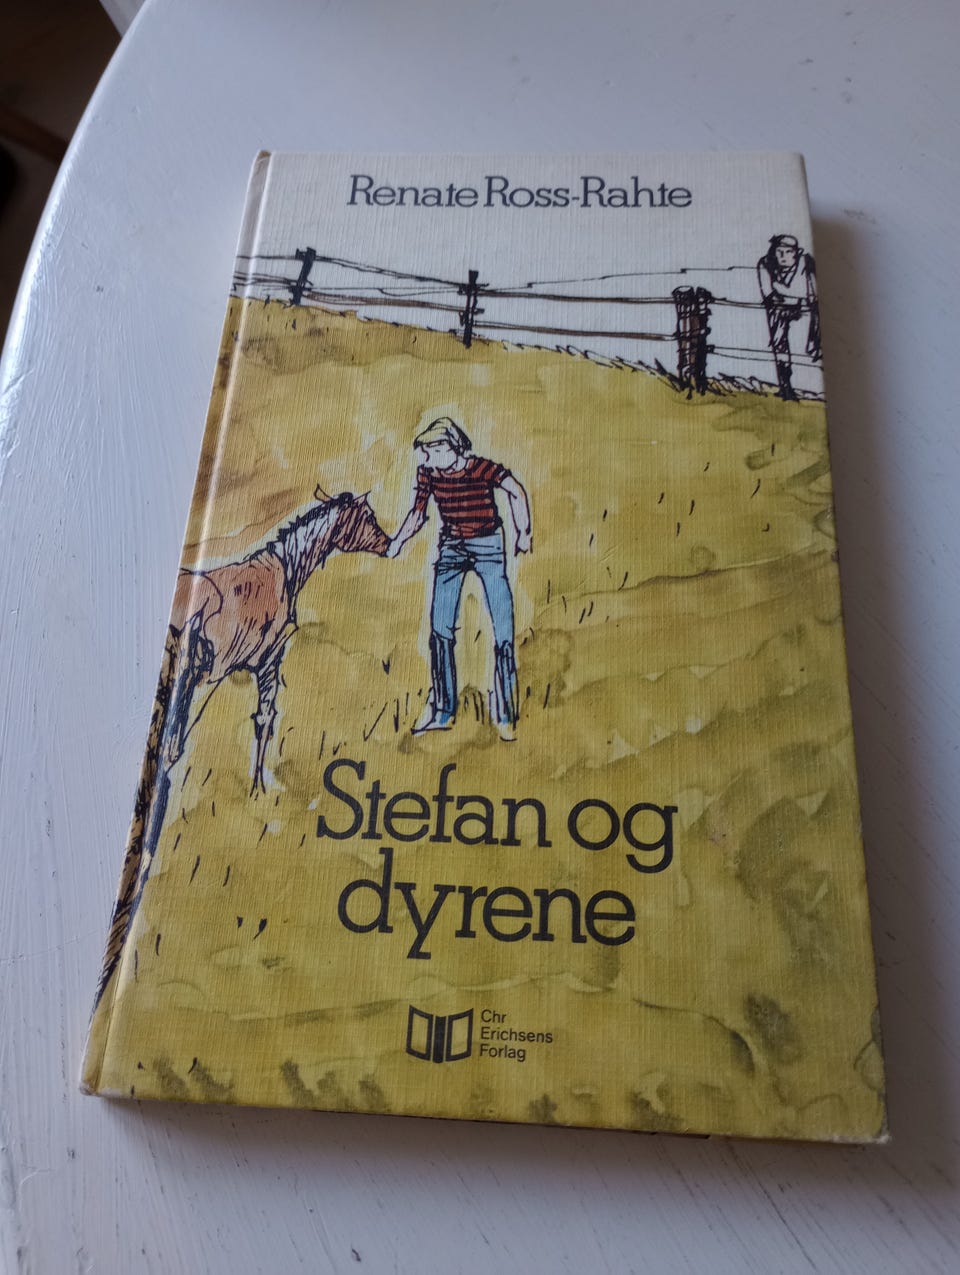 Renate Ross-Rahte
Stefan og
dyrene
Chr
Erichsens
Forlag